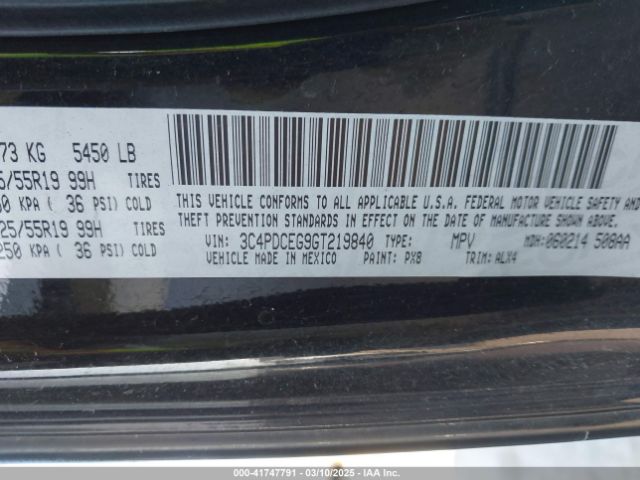 73 KG 5450 LB
/55R19 99H TIRES
KPA ( 36 PSI) COLD
25/55R19 99H TIRES
250 KPA ( 36 PSI) COLD
THIS VEHICLE CONFORMS TO ALL APPLICABLE U.S.A. FEDERAL MOTOR VEHICLE SAFETY AND
THEFT PREVENTION STANDARDS IN EFFECT ON THE DATE OF MANUFACTURE SHOWN ABOVE.
VIN: 3C4PDCEG9GT219840 TYPE: MPV MDH: 060214 508AA
VEHICLE MADE IN MEXICO PAINT: PX8 TRIM: ALX4
000-41747791 — 03/10/2025 — IAA Inc.